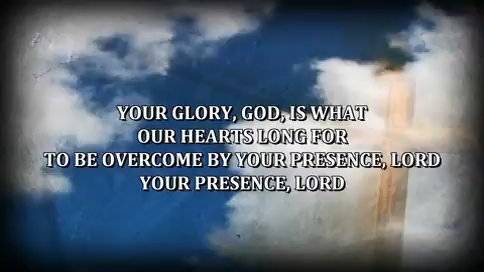 YOUR GLORY, GOD, IS WHAT
OUR HEARTS LONG FOR
TO BE OVERCOME BY YOUR PRESENCE, LORD
YOUR PRESENCE, LORD